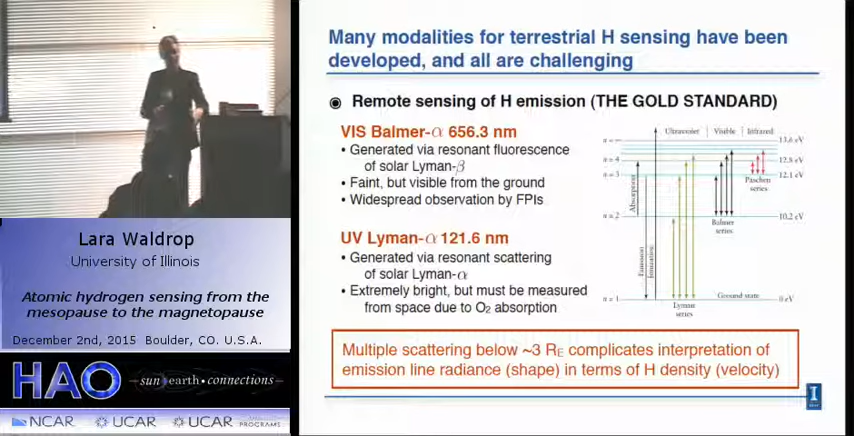 Many modalities for terrestrial H sensing have been
developed, and all are challenging
Remote sensing of H emission (THE GOLD STANDARD)
VIS Balmer-α 656.3 nm
• Generated via resonant fluorescence
of solar Lyman-β
• Faint, but visible from the ground
• Widespread observation by FPIs
UV Lyman-α 121.6 nm
• Generated via resonant scattering
of solar Lyman-α
• Extremely bright, but must be measured
from space due to O2 absorption
Ultraviolet
Visible
Infrared
n = ∞
13.6 eV
n = 4
12.8 eV
n = 3
12.1 eV
Paschen
series
Absorption
n = 2
10.2 eV
Balmer
series
Emission
Ionization
n = 1
Ground state
0 eV
Lyman
series
Multiple scattering below ~3 RE complicates interpretation of
emission line radiance (shape) in terms of H density (velocity)
I
Lara Waldrop
University of Illinois
Atomic hydrogen sensing from the
mesopause to the magnetopause
December 2nd, 2015 Boulder, CO. U.S.A.
HAO
sun earth • connections
NCAR
UCAR
UCAR PROGRAMS